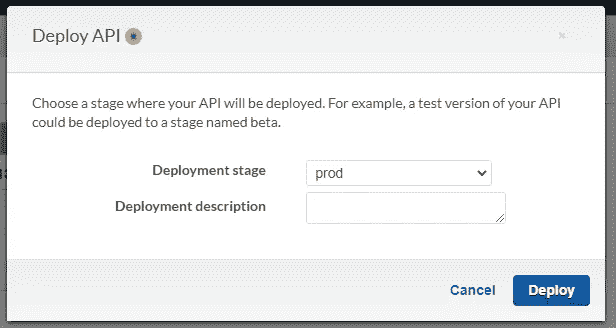 Deploy API
×
Choose a stage where your API will be deployed. For example, a test version of your API
could be deployed to a stage named beta.
Deployment stage
prod
Deployment description
Cancel
Deploy